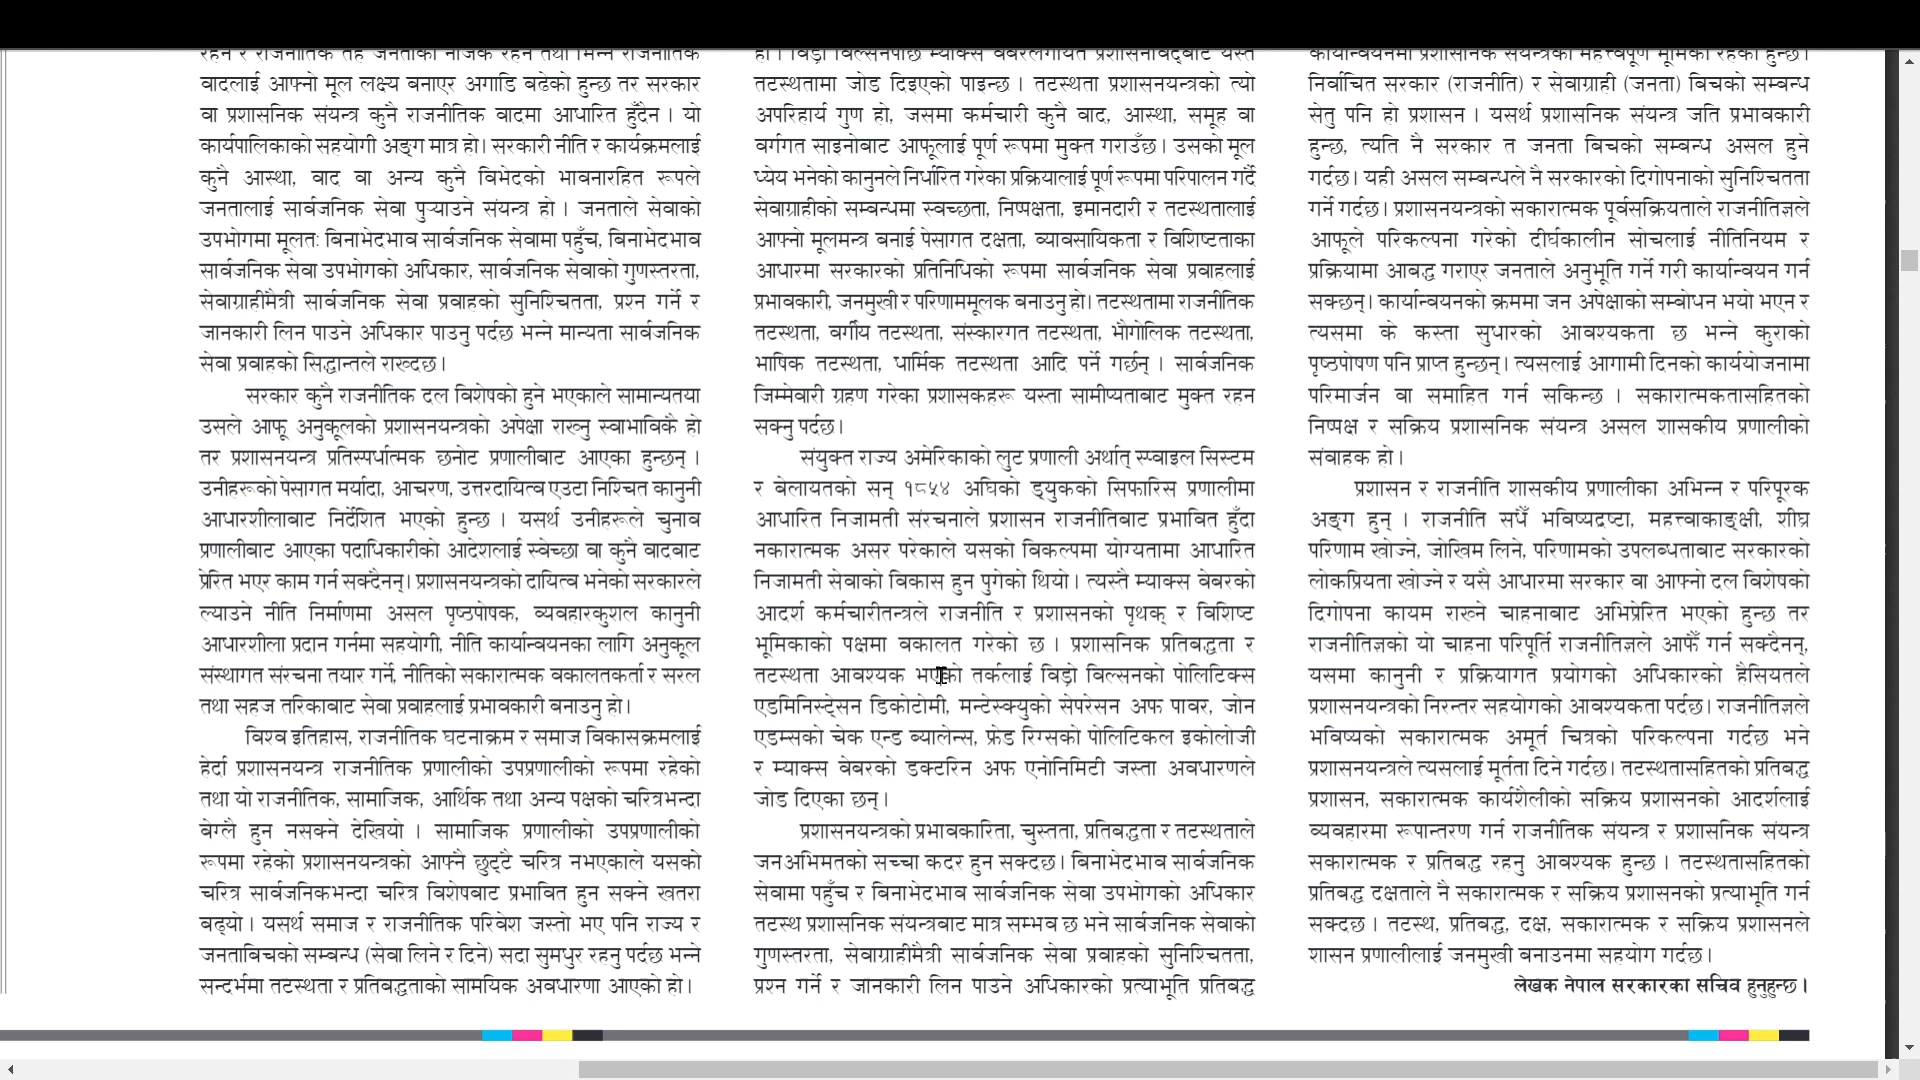 रहने र राजनीतिक तह जनताको नजिक रहने तथा भिन्न राजनीतिक
वादलाई आफ्नो मूल लक्ष्य बनाएर अगाडि बढेको हुन्छ तर सरकार
वा प्रशासनिक संयन्त्र कुनै राजनीतिक वादमा आधारित हुँदैन । यो
कार्यपालिकाको सहयोगी अङ्ग मात्र हो। सरकारी नीति र कार्यक्रमलाई
कुनै आस्था, वाद वा अन्य कुनै विभेदको भावनारहित रूपले
जनतालाई सार्वजनिक सेवा पुर्‍याउने संयन्त्र हो । जनताले सेवाको
उपभोगमा मूलतः बिनाभेदभाव सार्वजनिक सेवामा पहुँच, बिनाभेदभाव
सार्वजनिक सेवा उपभोगको अधिकार, सार्वजनिक सेवाको गुणस्तरता,
सेवाग्राहीमैत्री सार्वजनिक सेवा प्रवाहको सुनिश्चितता, प्रश्न गर्ने र
जानकारी लिन पाउने अधिकार पाउनु पर्दछ भन्ने मान्यता सार्वजनिक
सेवा प्रवाहको सिद्धान्तले राख्दछ।
सरकार कुनै राजनीतिक दल विशेषको हुने भएकाले सामान्यतया
उसले आफू अनुकूलको प्रशासनयन्त्रको अपेक्षा राख्नु स्वाभाविकै हो
तर प्रशासनयन्त्र प्रतिस्पर्धात्मक छनोट प्रणालीबाट आएका हुन्छन् ।
उनीहरूको पेसागत मर्यादा, आचरण, उत्तरदायित्व एउटा निश्चित कानुनी
आधारशीलाबाट निर्देशित भएको हुन्छ । यसर्थ उनीहरूले चुनाव
प्रणालीबाट आएका पदाधिकारीको आदेशलाई स्वेच्छा वा कुनै वादबाट
प्रेरित भएर काम गर्न सक्दैनन्। प्रशासनयन्त्रको दायित्व भनेको सरकारले
ल्याउने नीति निर्माणमा असल पृष्ठपोषक, व्यवहारकुशल कानुनी
आधारशीला प्रदान गर्नमा सहयोगी, नीति कार्यान्वयनका लागि अनुकूल
संस्थागत संरचना तयार गर्ने, नीतिको सकारात्मक वकालतकर्ता र सरल
तथा सहज तरिकाबाट सेवा प्रवाहलाई प्रभावकारी बनाउनु हो।
विश्व इतिहास, राजनीतिक घटनाक्रम र समाज विकासक्रमलाई
हेर्दा प्रशासनयन्त्र राजनीतिक प्रणालीको उपप्रणालीको रूपमा रहेको
तथा यो राजनीतिक, सामाजिक, आर्थिक तथा अन्य पक्षको चरित्रभन्दा
बेग्लै हुन नसक्ने देखियो । सामाजिक प्रणालीको उपप्रणालीको
रूपमा रहेको प्रशासनयन्त्रको आफ्नै छुट्टै चरित्र नभएकाले यसको
चरित्र सार्वजनिकभन्दा चरित्र विशेषबाट प्रभावित हुन सक्ने खतरा
बढ्यो । यसर्थ समाज र राजनीतिक परिवेश जस्तो भए पनि राज्य र
जनताबिचको सम्बन्ध (सेवा लिने र दिने) सदा सुमधुर रहनु पर्दछ भन्ने
सन्दर्भमा तटस्थता र प्रतिबद्धताको सामयिक अवधारणा आएको हो।
हो। विड्रो विल्सनपछि म्याक्स वेबरलगायत प्रशासनविद्बाट यस्तै
तटस्थतामा जोड दिइएको पाइन्छ । तटस्थता प्रशासनयन्त्रको त्यो
अपरिहार्य गुण हो, जसमा कर्मचारी कुनै वाद, आस्था, समूह वा
वर्गगत साइनोबाट आफूलाई पूर्ण रूपमा मुक्त गराउँछ। उसको मूल
ध्येय भनेको कानुनले निर्धारित गरेका प्रक्रियालाई पूर्ण रूपमा परिपालन गर्दै
सेवाग्राहीको सम्बन्धमा स्वच्छता, निष्पक्षता, इमानदारी र तटस्थतालाई
आफ्नो मूलमन्त्र बनाई पेसागत दक्षता, व्यावसायिकता र विशिष्टताका
आधारमा सरकारको प्रतिनिधिको रूपमा सार्वजनिक सेवा प्रवाहलाई
प्रभावकारी, जनमुखी र परिणाममूलक बनाउनु हो। तटस्थतामा राजनीतिक
तटस्थता, वर्गीय तटस्थता, संस्कारगत तटस्थता, भौगोलिक तटस्थता,
भाषिक तटस्थता, धार्मिक तटस्थता आदि पर्ने गर्छन् । सार्वजनिक
जिम्मेबारी ग्रहण गरेका प्रशासकहरू यस्ता सामीप्यताबाट मुक्त रहन
सक्नु पर्दछ।
संयुक्त राज्य अमेरिकाको लुट प्रणाली अर्थात् स्प्वाइल सिस्टम
र बेलायतको सन् १८५४ अघिको ड्युकको सिफारिस प्रणालीमा
आधारित निजामती संरचनाले प्रशासन राजनीतिबाट प्रभावित हुँदा
नकारात्मक असर परेकाले यसको विकल्पमा योग्यतामा आधारित
निजामती सेवाको विकास हुन पुगेको थियो। त्यस्तै म्याक्स वेबरको
आदर्श कर्मचारीतन्त्रले राजनीति र प्रशासनको पृथक् र विशिष्ट
भूमिकाको पक्षमा वकालत गरेको छ । प्रशासनिक प्रतिबद्धता र
तटस्थता आवश्यक भएको तर्कलाई विड्रो विल्सनको पोलिटिक्स
एडमिनिस्ट्रेसन डिकोटोमी, मन्टेस्क्युको सेपरेसन अफ पावर, जोन
एडम्सको चेक एन्ड ब्यालेन्स, फ्रेड रिग्सको पोलिटिकल इकोलोजी
र म्याक्स वेबरको डक्टरिन अफ एनोनिमिटी जस्ता अवधारणले
जोड दिएका छन्।
प्रशासनयन्त्रको प्रभावकारिता, चुस्तता, प्रतिबद्धता र तटस्थताले
जनअभिमतको सच्चा कदर हुन सक्दछ। बिनाभेदभाव सार्वजनिक
सेवामा पहुँच र बिनाभेदभाव सार्वजनिक सेवा उपभोगको अधिकार
तटस्थ प्रशासनिक संयन्त्रबाट मात्र सम्भव छ भने सार्वजनिक सेवाको
गुणस्तरता, सेवाग्राहीमैत्री सार्वजनिक सेवा प्रवाहको सुनिश्चितता,
प्रश्न गर्ने र जानकारी लिन पाउने अधिकारको प्रत्याभूति प्रतिबद्ध
कार्यान्वयनमा प्रशासनिक संयन्त्रको महत्त्वपूर्ण भूमिका रहेको हुन्छ।
निर्वाचित सरकार (राजनीति) र सेवाग्राही (जनता) बिचको सम्बन्ध
सेतु पनि हो प्रशासन । यसर्थ प्रशासनिक संयन्त्र जति प्रभावकारी
हुन्छ, त्यति नै सरकार त जनता बिचको सम्बन्ध असल हुने
गर्दछ। यही असल सम्बन्धले नै सरकारको दिगोपनाको सुनिश्चितता
गर्ने गर्दछ। प्रशासनयन्त्रको सकारात्मक पूर्वसक्रियताले राजनीतिज्ञले
आफूले परिकल्पना गरेको दीर्घकालीन सोचलाई नीतिनियम र
प्रक्रियामा आबद्ध गराएर जनताले अनुभूति गर्ने गरी कार्यान्वयन गर्न
सक्छन्। कार्यान्वयनको क्रममा जन अपेक्षाको सम्बोधन भयो भएन र
त्यसमा के कस्ता सुधारको आवश्यकता छ भन्ने कुराको
पृष्ठपोषण पनि प्राप्त हुन्छन्। त्यसलाई आगामी दिनको कार्ययोजनामा
परिमार्जन वा समाहित गर्न सकिन्छ । सकारात्मकतासहितको
निष्पक्ष र सक्रिय प्रशासनिक संयन्त्र असल शासकीय प्रणालीको
संवाहक हो।
प्रशासन र राजनीति शासकीय प्रणालीका अभिन्न र परिपूरक
अङ्ग हुन् । राजनीति सधैँ भविष्यद्रष्टा, महत्त्वाकाङ्क्षी, शीघ्र
परिणाम खोज्ने, जोखिम लिने, परिणामको उपलब्धताबाट सरकारको
लोकप्रियता खोज्ने र यसै आधारमा सरकार वा आफ्नो दल विशेषको
दिगोपना कायम राख्ने चाहनाबाट अभिप्रेरित भएको हुन्छ तर
राजनीतिज्ञको यो चाहना परिपूर्ति राजनीतिज्ञले आफैँ गर्न सक्दैनन्,
यसमा कानुनी र प्रक्रियागत प्रयोगको अधिकारको हैसियतले
प्रशासनयन्त्रको निरन्तर सहयोगको आवश्यकता पर्दछ। राजनीतिज्ञले
भविष्यको सकारात्मक अमूर्त चित्रको परिकल्पना गर्दछ भने
प्रशासनयन्त्रले त्यसलाई मूर्तता दिने गर्दछ। तटस्थतासहितको प्रतिबद्ध
प्रशासन, सकारात्मक कार्यशैलीको सक्रिय प्रशासनको आदर्शलाई
व्यवहारमा रूपान्तरण गर्न राजनीतिक संयन्त्र र प्रशासनिक संयन्त्र
सकारात्मक र प्रतिबद्ध रहनु आवश्यक हुन्छ । तटस्थतासहितको
प्रतिबद्ध दक्षताले नै सकारात्मक र सक्रिय प्रशासनको प्रत्याभूति गर्न
सक्दछ । तटस्थ, प्रतिबद्ध, दक्ष, सकारात्मक र सक्रिय प्रशासनले
शासन प्रणालीलाई जनमुखी बनाउनमा सहयोग गर्दछ।
लेखक नेपाल सरकारका सचिव हुनुहुन्छ।